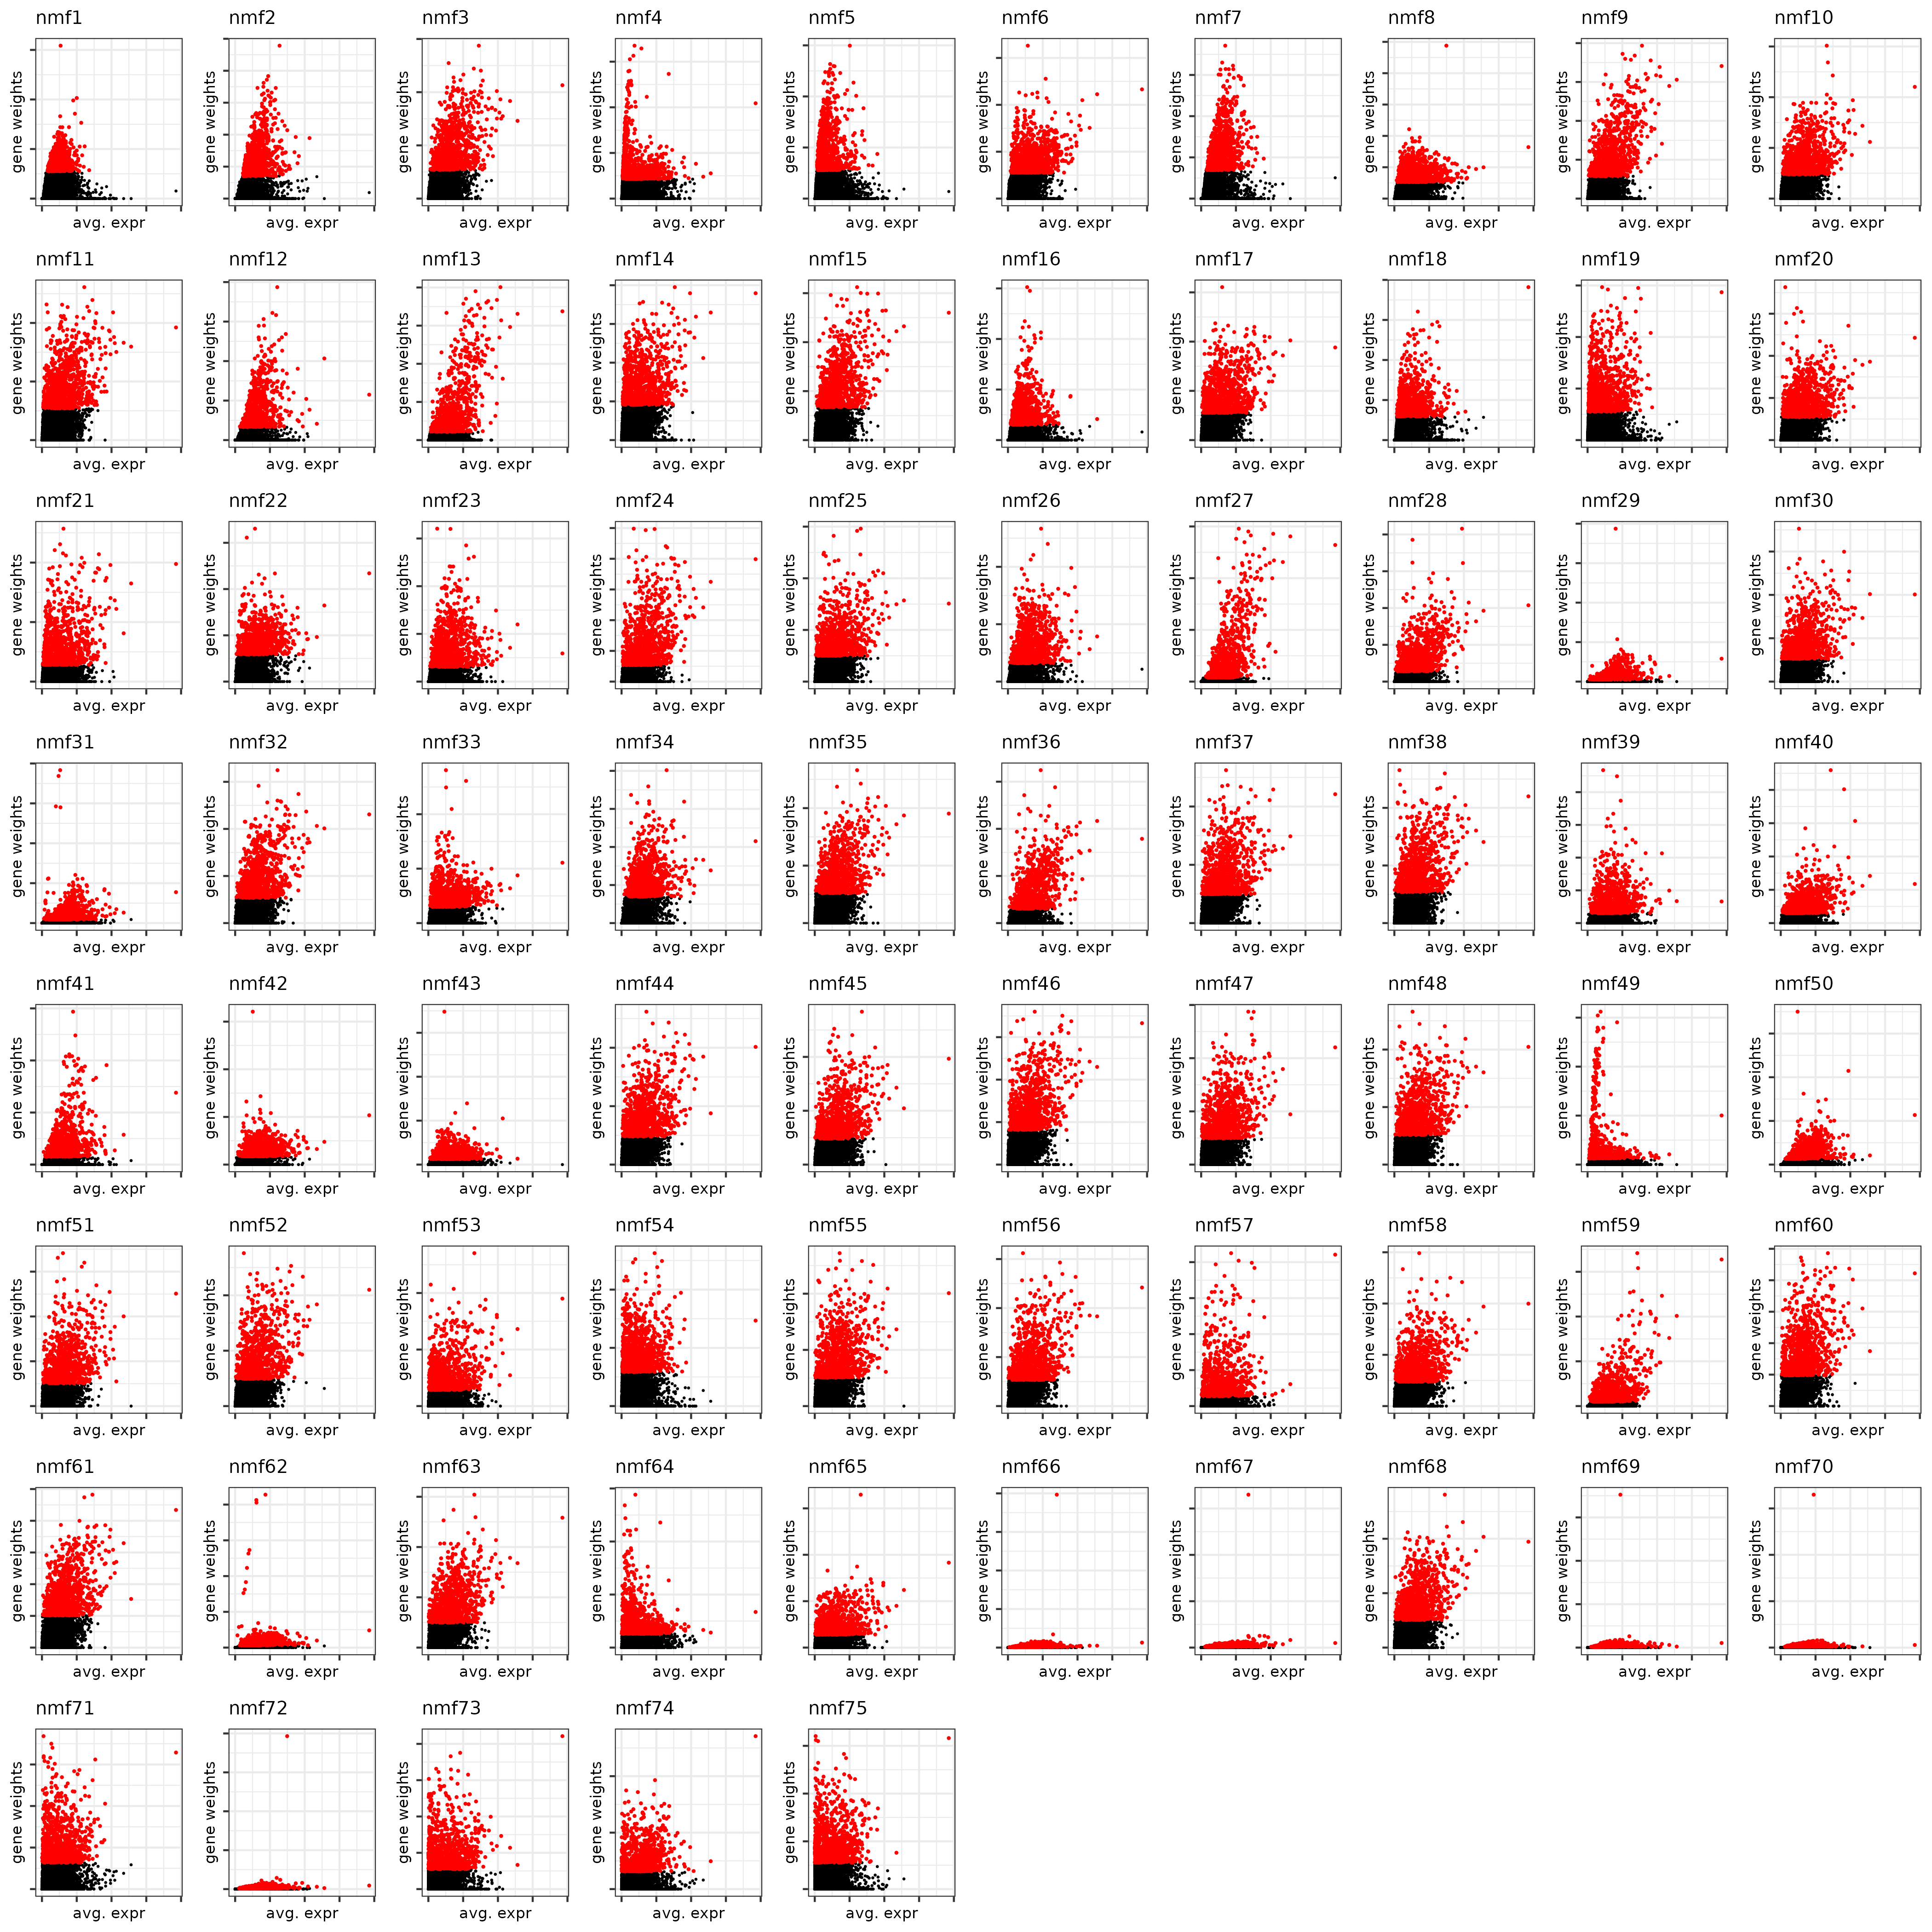 nmf1 nmf2 nmf3 nmf4 nmf5 nmf6 nmf7 nmf8 nmf9 nmf10
gene weights gene weights gene weights gene weights gene weights gene weights gene weights gene weights gene weights gene weights
avg. expr avg. expr avg. expr avg. expr avg. expr avg. expr avg. expr avg. expr avg. expr avg. expr
nmf11 nmf12 nmf13 nmf14 nmf15 nmf16 nmf17 nmf18 nmf19 nmf20
gene weights gene weights gene weights gene weights gene weights gene weights gene weights gene weights gene weights gene weights
avg. expr avg. expr avg. expr avg. expr avg. expr avg. expr avg. expr avg. expr avg. expr avg. expr
nmf21 nmf22 nmf23 nmf24 nmf25 nmf26 nmf27 nmf28 nmf29 nmf30
gene weights gene weights gene weights gene weights gene weights gene weights gene weights gene weights gene weights gene weights
avg. expr avg. expr avg. expr avg. expr avg. expr avg. expr avg. expr avg. expr avg. expr avg. expr
nmf31 nmf32 nmf33 nmf34 nmf35 nmf36 nmf37 nmf38 nmf39 nmf40
gene weights gene weights gene weights gene weights gene weights gene weights gene weights gene weights gene weights gene weights
avg. expr avg. expr avg. expr avg. expr avg. expr avg. expr avg. expr avg. expr avg. expr avg. expr
nmf41 nmf42 nmf43 nmf44 nmf45 nmf46 nmf47 nmf48 nmf49 nmf50
gene weights gene weights gene weights gene weights gene weights gene weights gene weights gene weights gene weights gene weights
avg. expr avg. expr avg. expr avg. expr avg. expr avg. expr avg. expr avg. expr avg. expr avg. expr
nmf51 nmf52 nmf53 nmf54 nmf55 nmf56 nmf57 nmf58 nmf59 nmf60
gene weights gene weights gene weights gene weights gene weights gene weights gene weights gene weights gene weights gene weights
avg. expr avg. expr avg. expr avg. expr avg. expr avg. expr avg. expr avg. expr avg. expr avg. expr
nmf61 nmf62 nmf63 nmf64 nmf65 nmf66 nmf67 nmf68 nmf69 nmf70
gene weights gene weights gene weights gene weights gene weights gene weights gene weights gene weights gene weights gene weights
avg. expr avg. expr avg. expr avg. expr avg. expr avg. expr avg. expr avg. expr avg. expr avg. expr
nmf71 nmf72 nmf73 nmf74 nmf75
gene weights gene weights gene weights gene weights gene weights
avg. expr avg. expr avg. expr avg. expr avg. expr